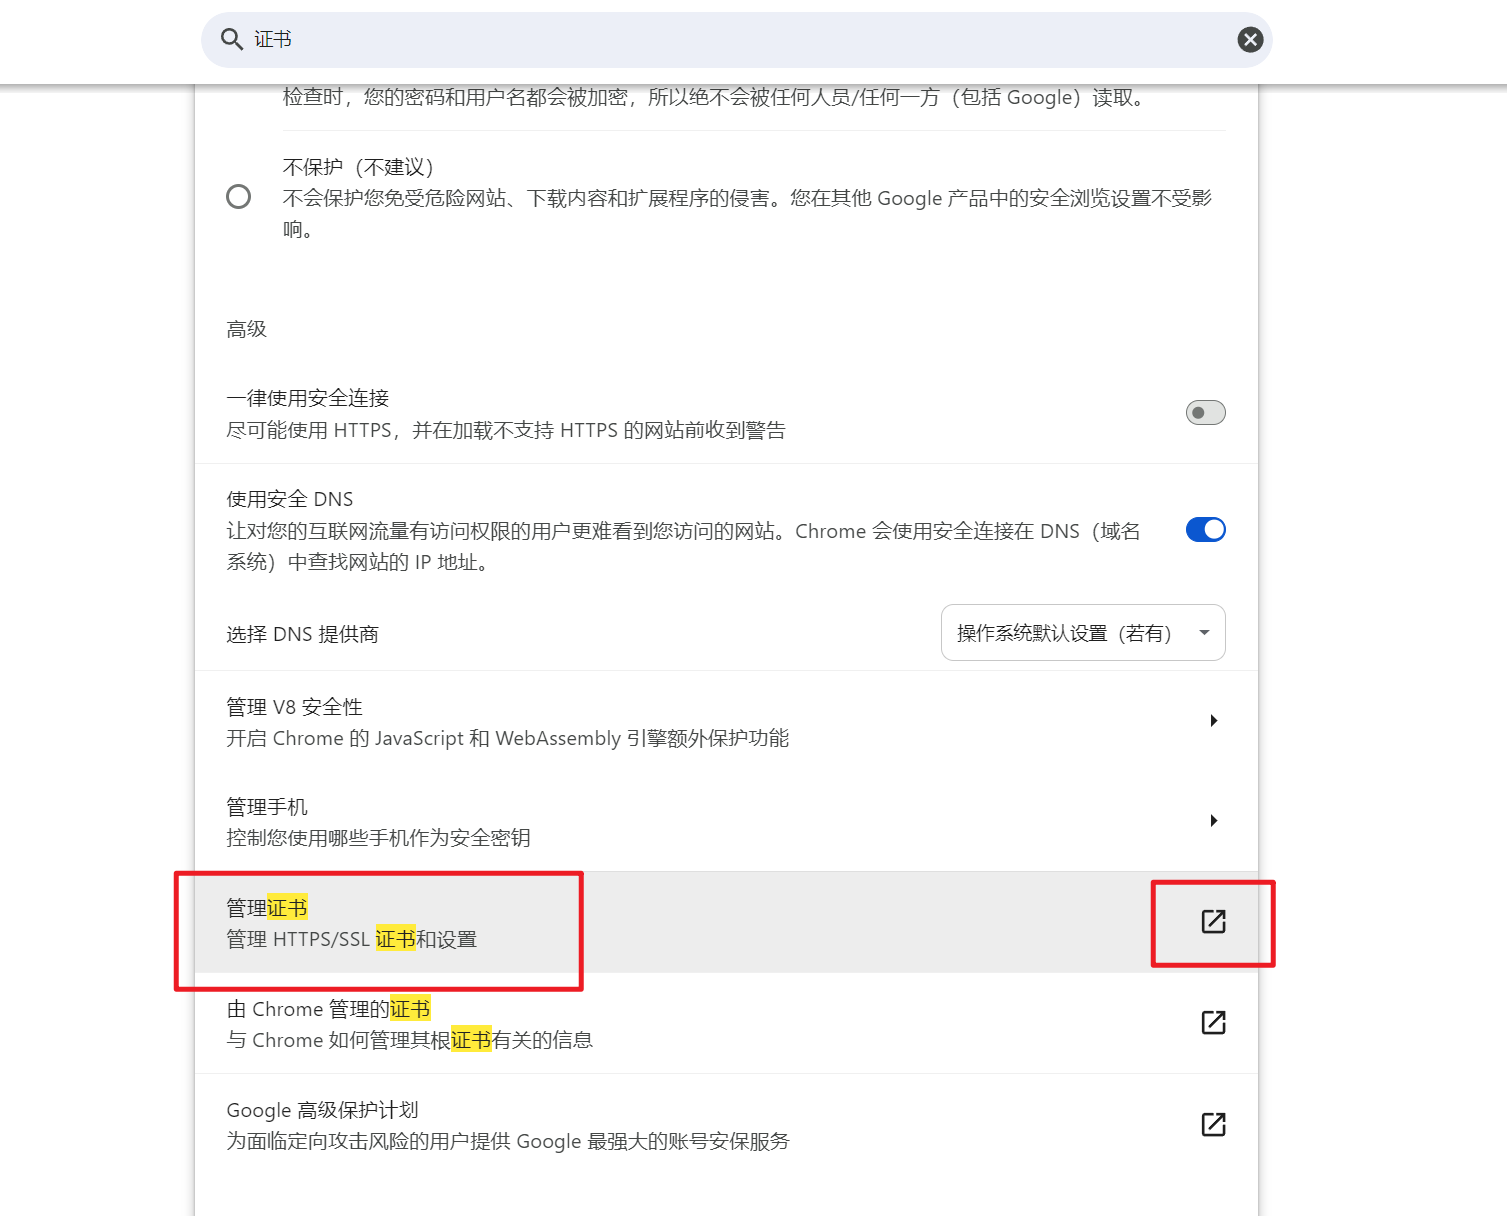 证书
检查时，您的密码和用户名都会被加密，所以绝不会被任何人员/任何一方（包括 Google）读取。
不保护（不建议）
不会保护您免受危险网站、下载内容和扩展程序的侵害。您在其他 Google 产品中的安全浏览设置不受影
响。
高级
一律使用安全连接
尽可能使用 HTTPS，并在加载不支持 HTTPS 的网站前收到警告
使用安全 DNS
让对您的互联网流量有访问权限的用户更难看到您访问的网站。Chrome 会使用安全连接在 DNS（域名
系统）中查找网站的 IP 地址。
选择 DNS 提供商
操作系统默认设置（若有）
管理 V8 安全性
开启 Chrome 的 JavaScript 和 WebAssembly 引擎额外保护功能
管理手机
控制您使用哪些手机作为安全密钥
管理证书
管理 HTTPS/SSL 证书和设置
由 Chrome 管理的证书
与 Chrome 如何管理其根证书有关的信息
Google 高级保护计划
为面临定向攻击风险的用户提供 Google 最强大的账号安保服务